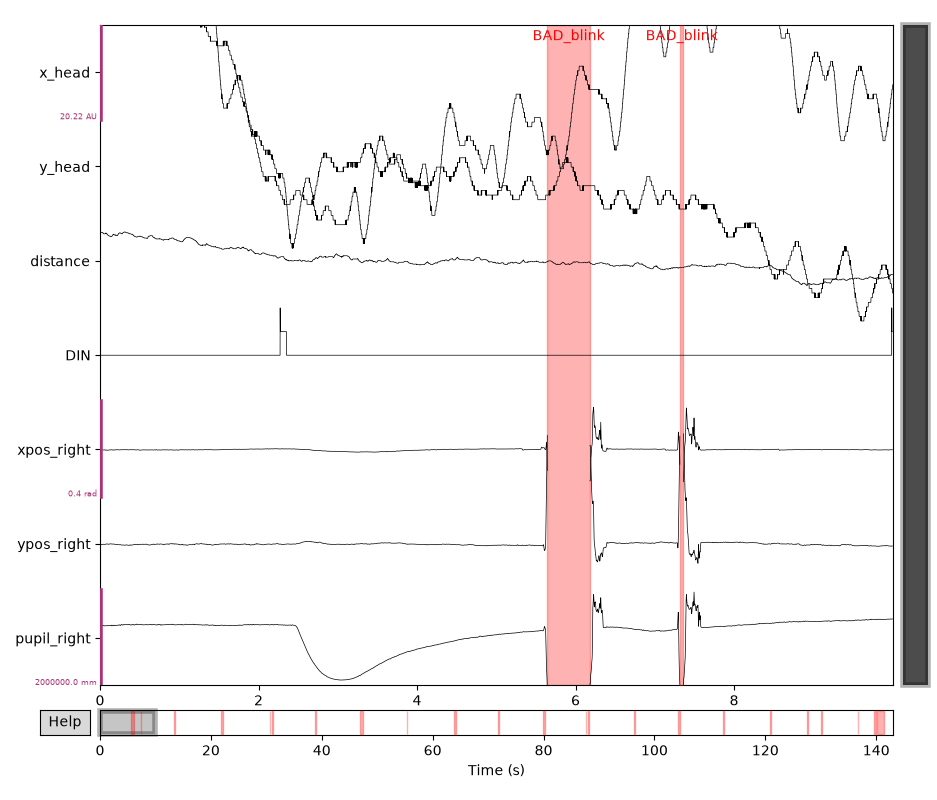 BAD_blink BAD_blink
x_head
20.22 AU
y_head
distance
DIN
xpos_right
0.4 rad
ypos_right
pupil_right
2000000.0 mm
0 2 4 6 8
Help
0 20 40 60 80 100 120 140
Time (s)